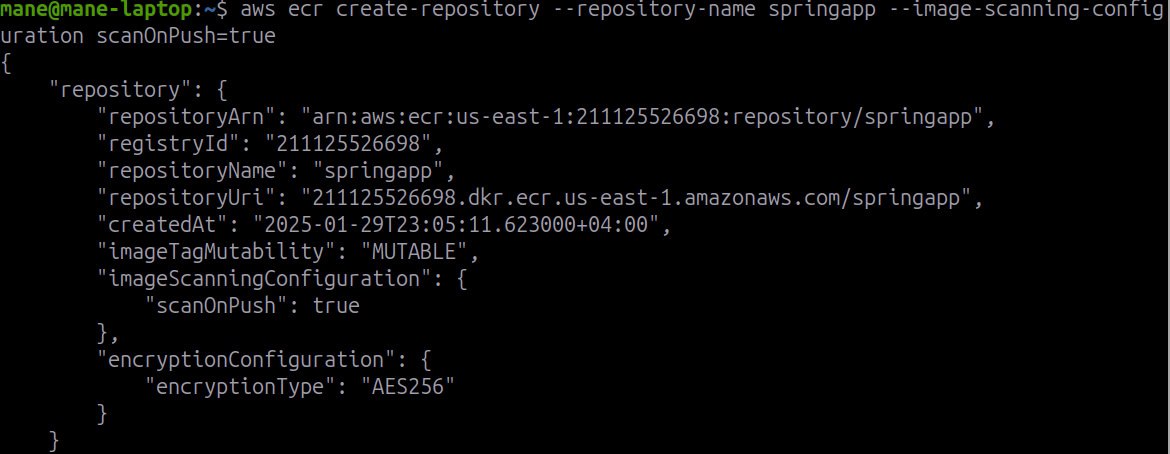 mane@mane-laptop:~$ aws ecr create-repository --repository-name springapp --image-scanning-config
uration scanOnPush=true
{
    "repository": {
        "repositoryArn": "arn:aws:ecr:us-east-1:211125526698:repository/springapp",
        "registryId": "211125526698",
        "repositoryName": "springapp",
        "repositoryUri": "211125526698.dkr.ecr.us-east-1.amazonaws.com/springapp",
        "createdAt": "2025-01-29T23:05:11.623000+04:00",
        "imageTagMutability": "MUTABLE",
        "imageScanningConfiguration": {
            "scanOnPush": true
        },
        "encryptionConfiguration": {
            "encryptionType": "AES256"
        }
    }